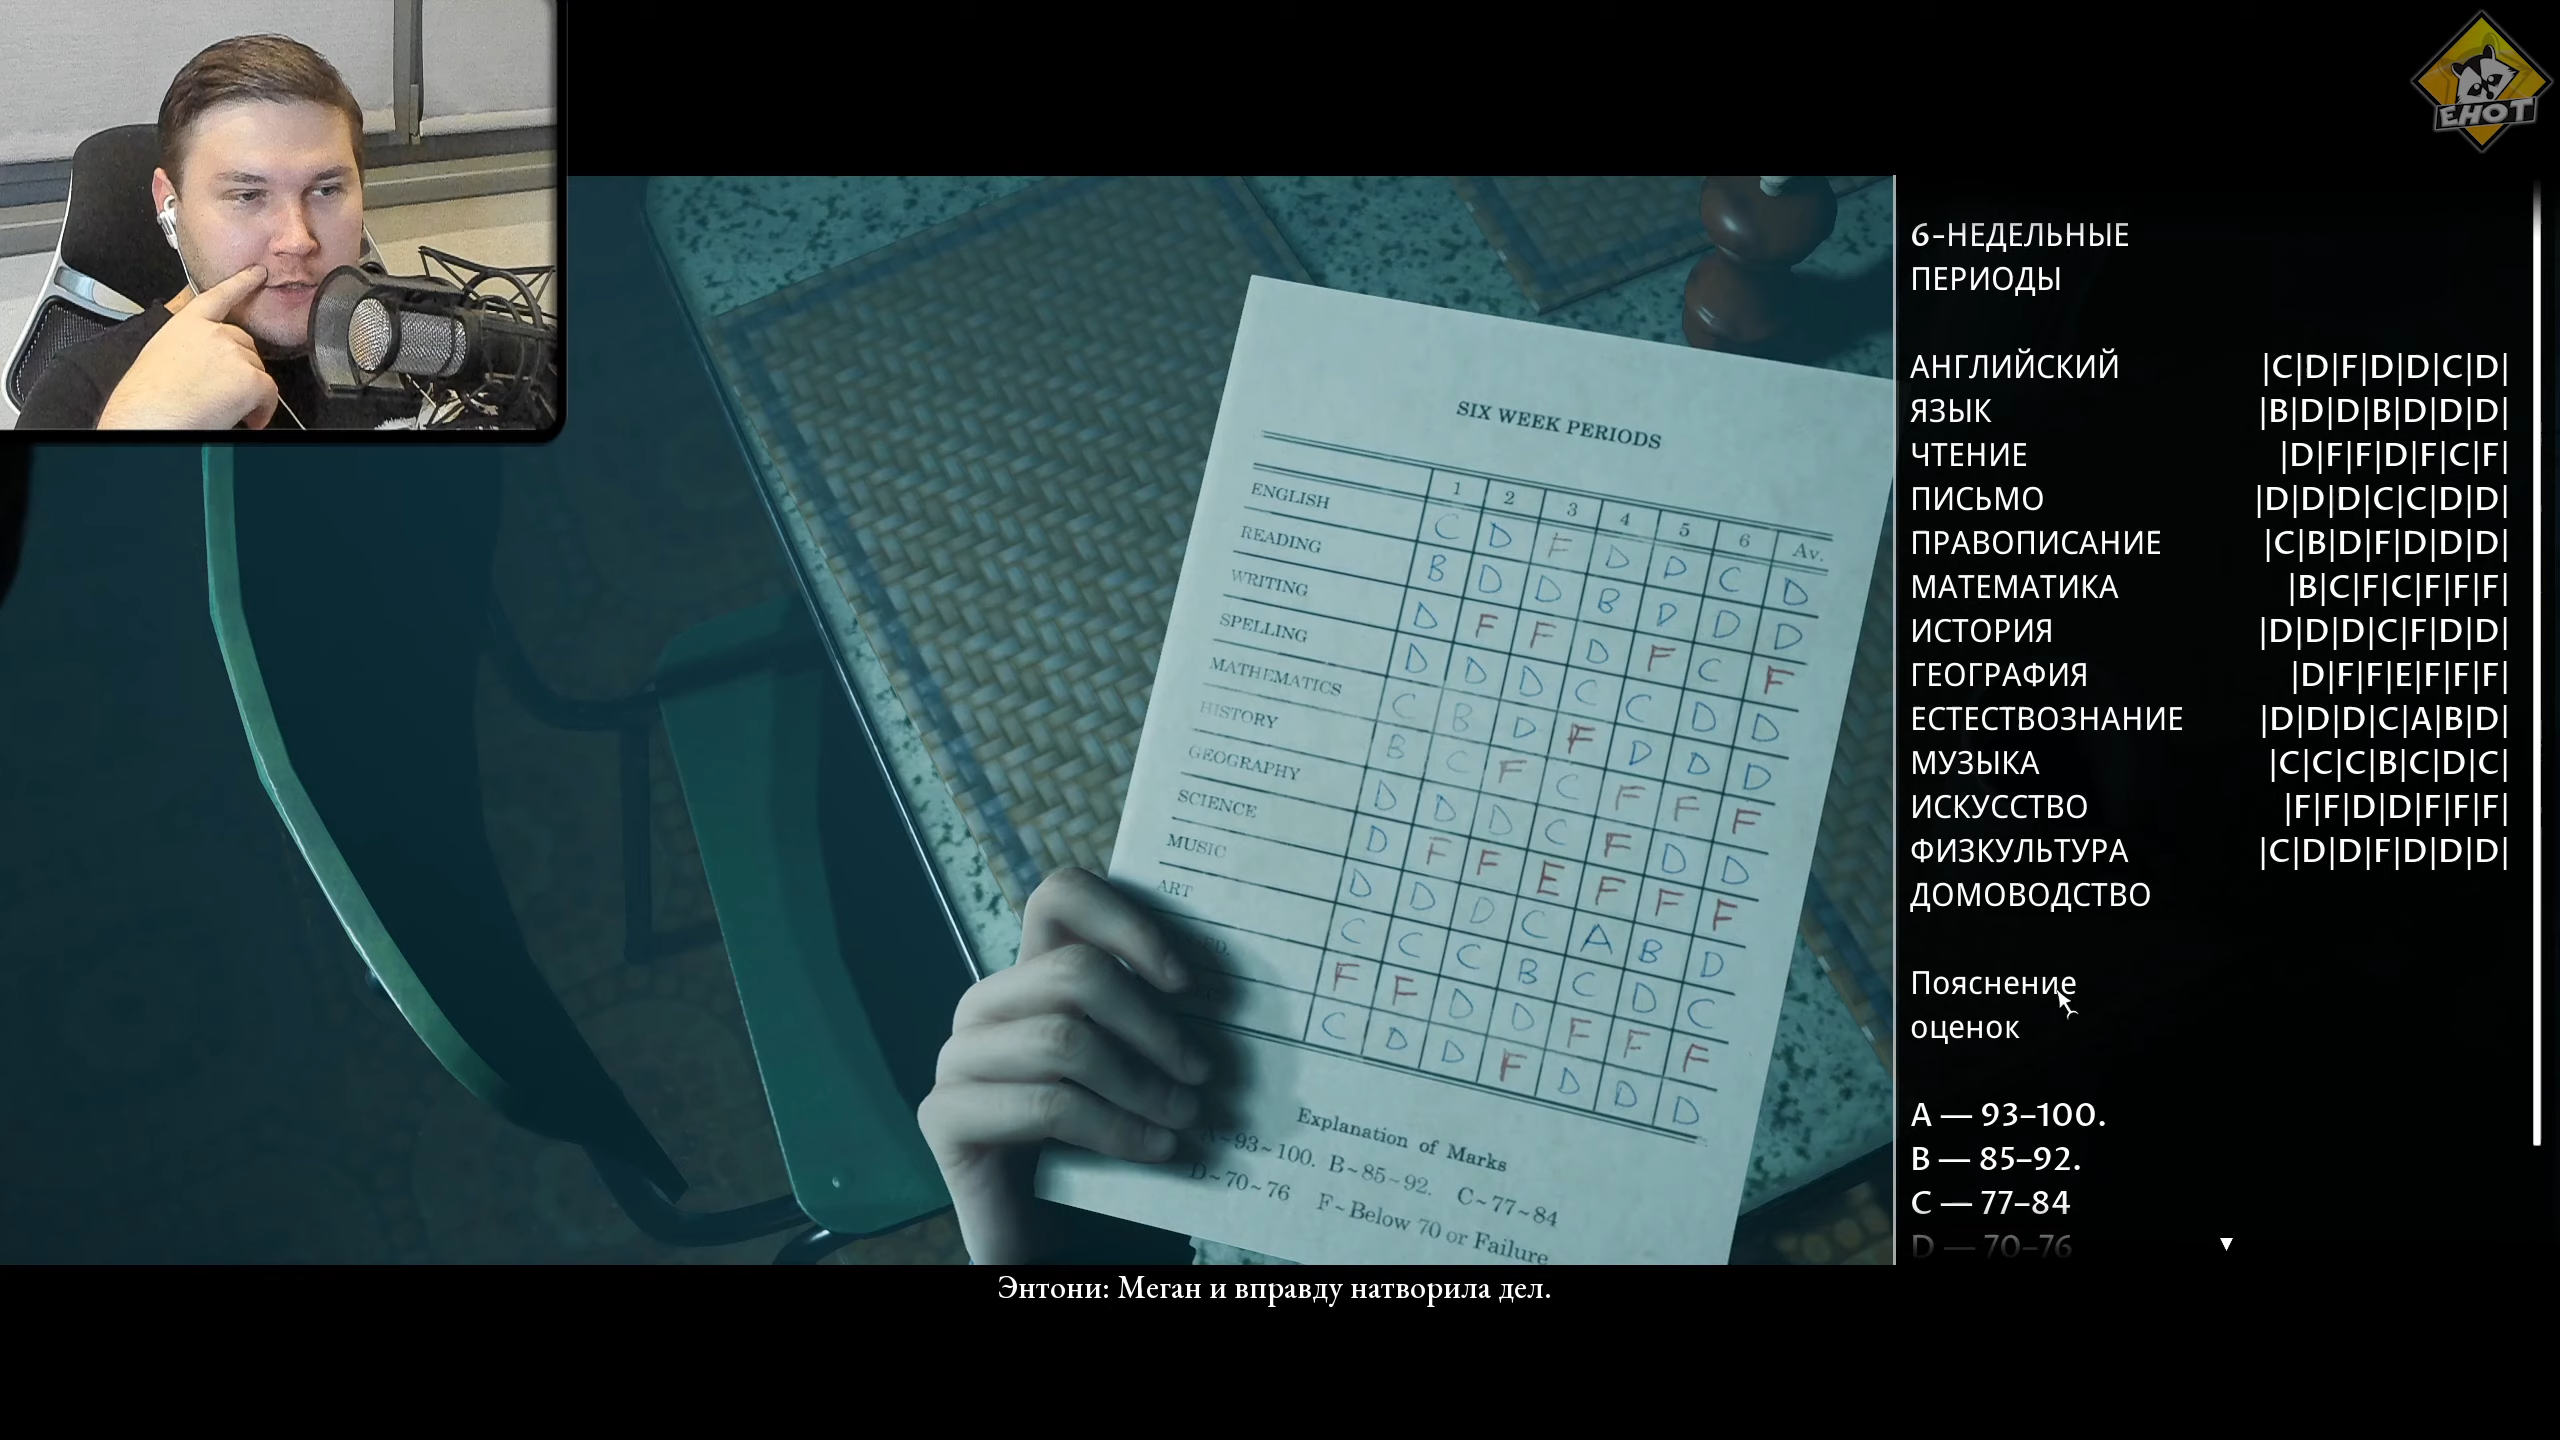 ЕНОТ
6-НЕДЕЛЬНЫЕ
ПЕРИОДЫ
АНГЛИЙСКИЙ |C|D|F|D|D|C|D|
ЯЗЫК |B|D|D|B|D|D|D|
ЧТЕНИЕ |D|F|F|D|F|C|F|
ПИСЬМО |D|D|D|C|C|D|D|
ПРАВОПИСАНИЕ |C|B|D|F|D|D|D|
МАТЕМАТИКА |B|C|F|C|F|F|F|
ИСТОРИЯ |D|D|D|C|F|D|D|
ГЕОГРАФИЯ |D|F|F|E|F|F|F|
ЕСТЕСТВОЗНАНИЕ |D|D|D|C|A|B|D|
МУЗЫКА |C|C|C|B|C|D|C|
ИСКУССТВО |F|F|D|D|F|F|F|
ФИЗКУЛЬТУРА |C|D|D|F|D|D|D|
ДОМОВОДСТВО
Пояснение
оценок
A — 93–100.
B — 85–92.
C — 77–84
D — 70–76
SIX WEEK PERIODS
1 2 3 4 5 6 Av.
ENGLISH C D F D D C D
READING B D D B D D D
WRITING D F F D F C F
SPELLING D D D C C D D
MATHEMATICS C B D F D D D
HISTORY B C F C F F F
GEOGRAPHY D D D C F D D
SCIENCE D F F E F F F
MUSIC D D D C A B D
ART C C C B C D C
ED. F F D D F F F
C D D F D D D
Explanation of Marks
A~93~100. B~85~92. C~77~84
D~70~76 F~Below 70 or Failure
Энтони: Меган и вправду натворила дел.